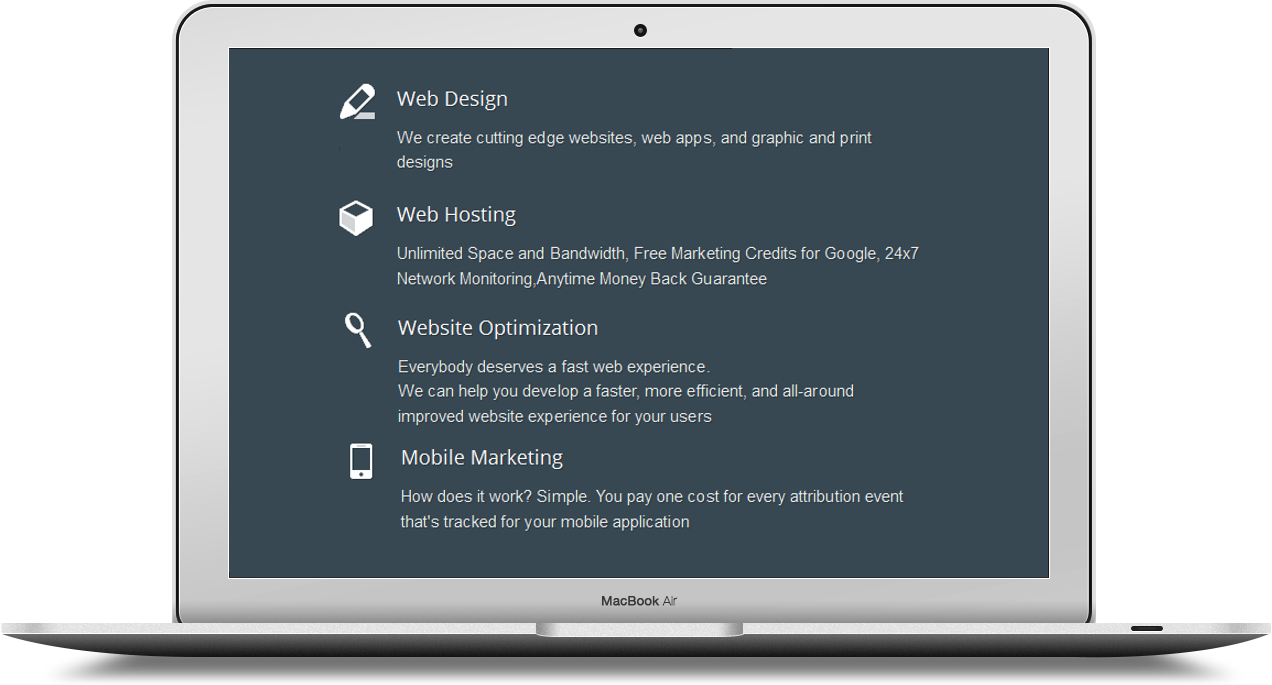 Web Design
We create cutting edge websites, web apps, and graphic and print
designs
Web Hosting
Unlimited Space and Bandwidth, Free Marketing Credits for Google, 24x7
Network Monitoring,Anytime Money Back Guarantee
Website Optimization
Everybody deserves a fast web experience.
We can help you develop a faster, more efficient, and all-around
improved website experience for your users
Mobile Marketing
How does it work? Simple. You pay one cost for every attribution event
that's tracked for your mobile application
MacBook Air